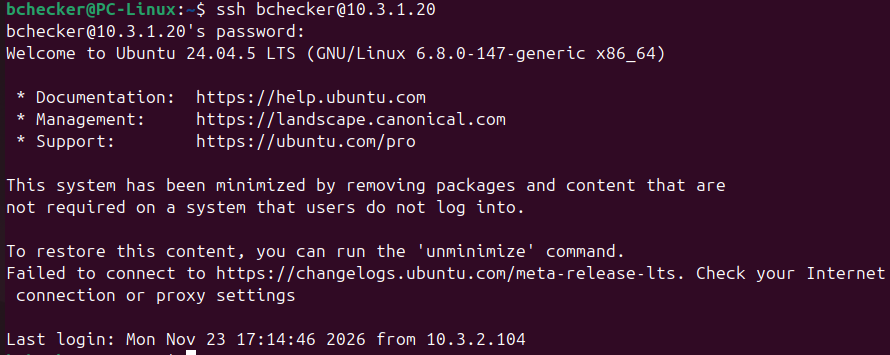 bchecker@PC-Linux:~$ ssh bchecker@10.3.1.20
bchecker@10.3.1.20's password:
Welcome to Ubuntu 24.04.5 LTS (GNU/Linux 6.8.0-147-generic x86_64)

 * Documentation:  https://help.ubuntu.com
 * Management:     https://landscape.canonical.com
 * Support:        https://ubuntu.com/pro

This system has been minimized by removing packages and content that are
not required on a system that users do not log into.

To restore this content, you can run the 'unminimize' command.
Failed to connect to https://changelogs.ubuntu.com/meta-release-lts. Check your Internet
 connection or proxy settings

Last login: Mon Nov 23 17:14:46 2026 from 10.3.2.104